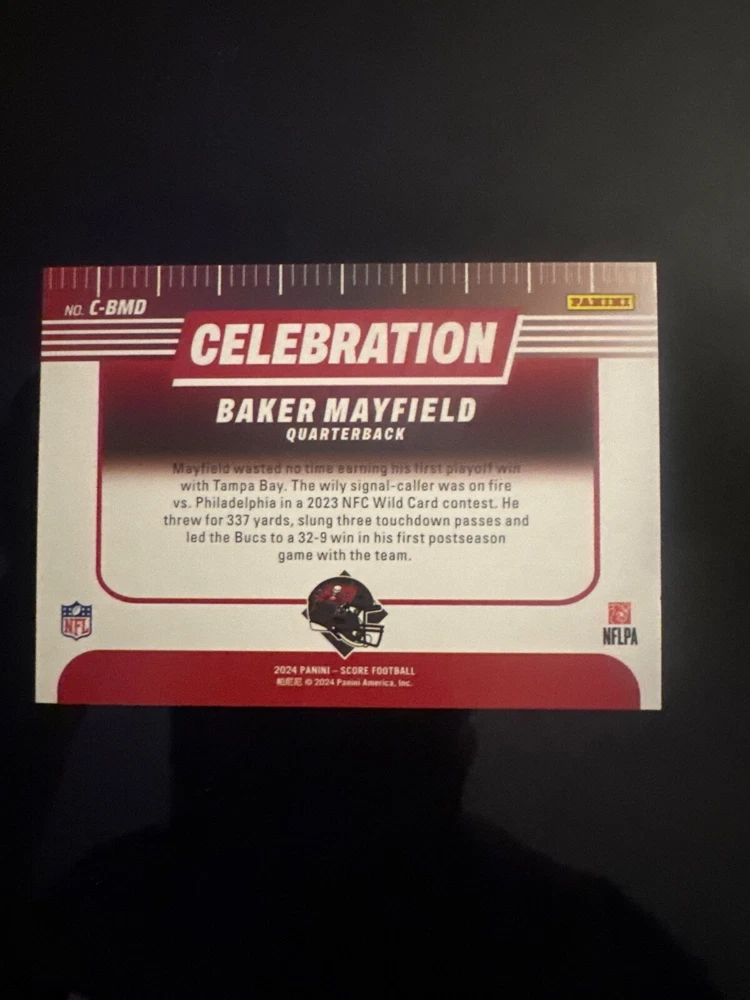 NO. C-BMD
PANINI
CELEBRATION
BAKER MAYFIELD
QUARTERBACK
Mayfield wasted no time earning his first playoff win
with Tampa Bay. The wily signal-caller was on fire
vs. Philadelphia in a 2023 NFC Wild Card contest. He
threw for 337 yards, slung three touchdown passes and
led the Bucs to a 32-9 win in his first postseason
game with the team.
NFL
NFLPA
2024 PANINI – SCORE FOOTBALL
帕尼尼 © 2024 Panini America, Inc.